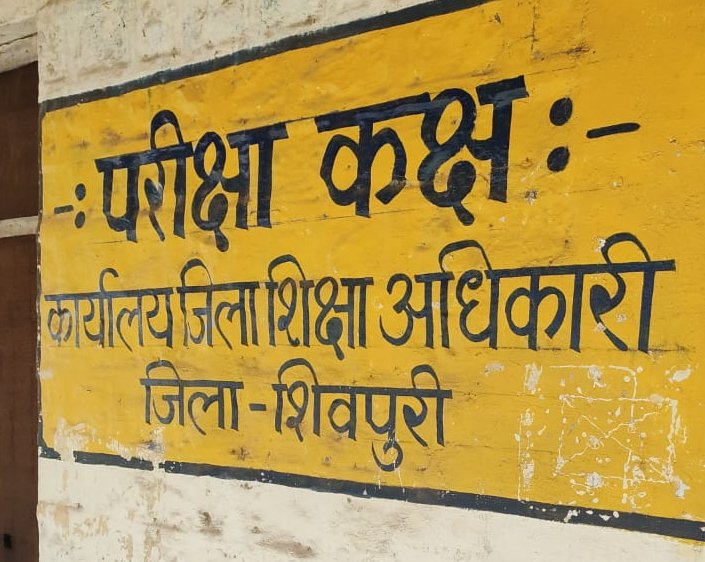 -: परीक्षा कक्ष :-
कार्यालय जिला शिक्षा अधिकारी
जिला - शिवपुरी